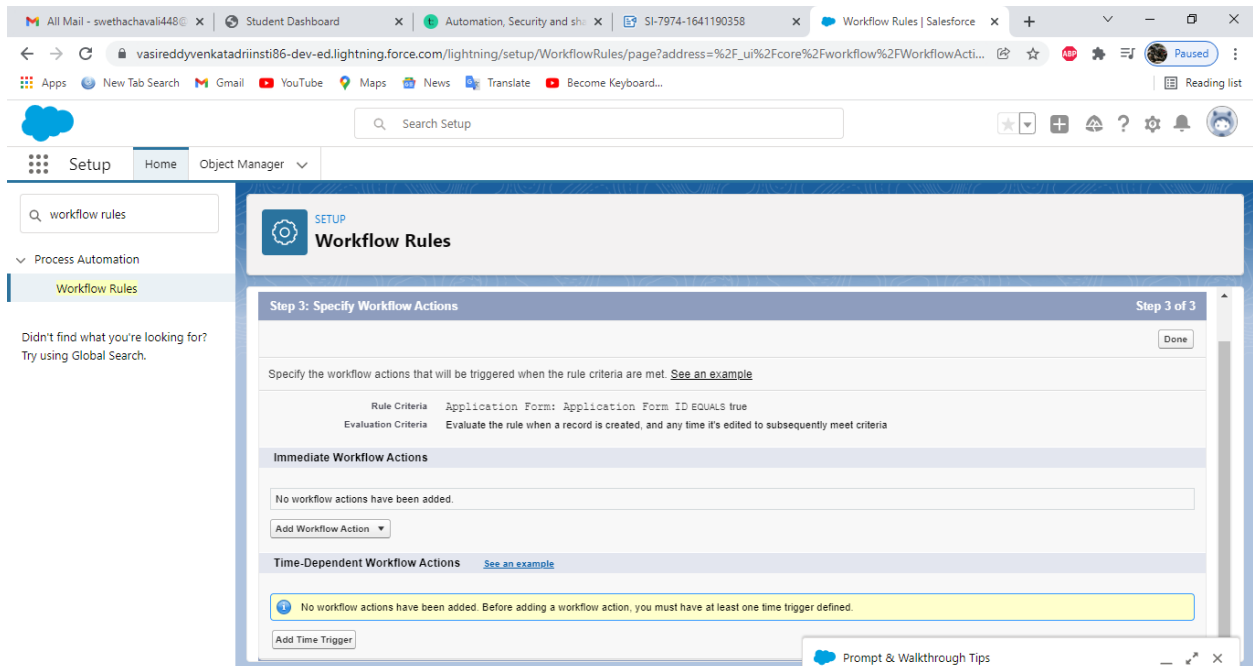 All Mail - swethachavali448@
Student Dashboard
Automation, Security and sha
SI-7974-1641190358
Workflow Rules | Salesforce
vasireddyvenkatadriinsti86-dev-ed.lightning.force.com/lightning/setup/WorkflowRules/page?address=%2F_ui%2Fcore%2Fworkflow%2FWorkflowActi...
ABP
Paused
Apps
New Tab Search
Gmail
YouTube
Maps
News
Translate
Become Keyboard...
Reading list
Search Setup
Setup
Home
Object Manager
workflow rules
Process Automation
Workflow Rules
Didn't find what you're looking for?
Try using Global Search.
SETUP
Workflow Rules
Step 3: Specify Workflow Actions
Step 3 of 3
Done
Specify the workflow actions that will be triggered when the rule criteria are met. See an example
Rule Criteria Application Form: Application Form ID EQUALS true
Evaluation Criteria Evaluate the rule when a record is created, and any time it's edited to subsequently meet criteria
Immediate Workflow Actions
No workflow actions have been added.
Add Workflow Action
Time-Dependent Workflow Actions See an example
No workflow actions have been added. Before adding a workflow action, you must have at least one time trigger defined.
Add Time Trigger
Prompt & Walkthrough Tips